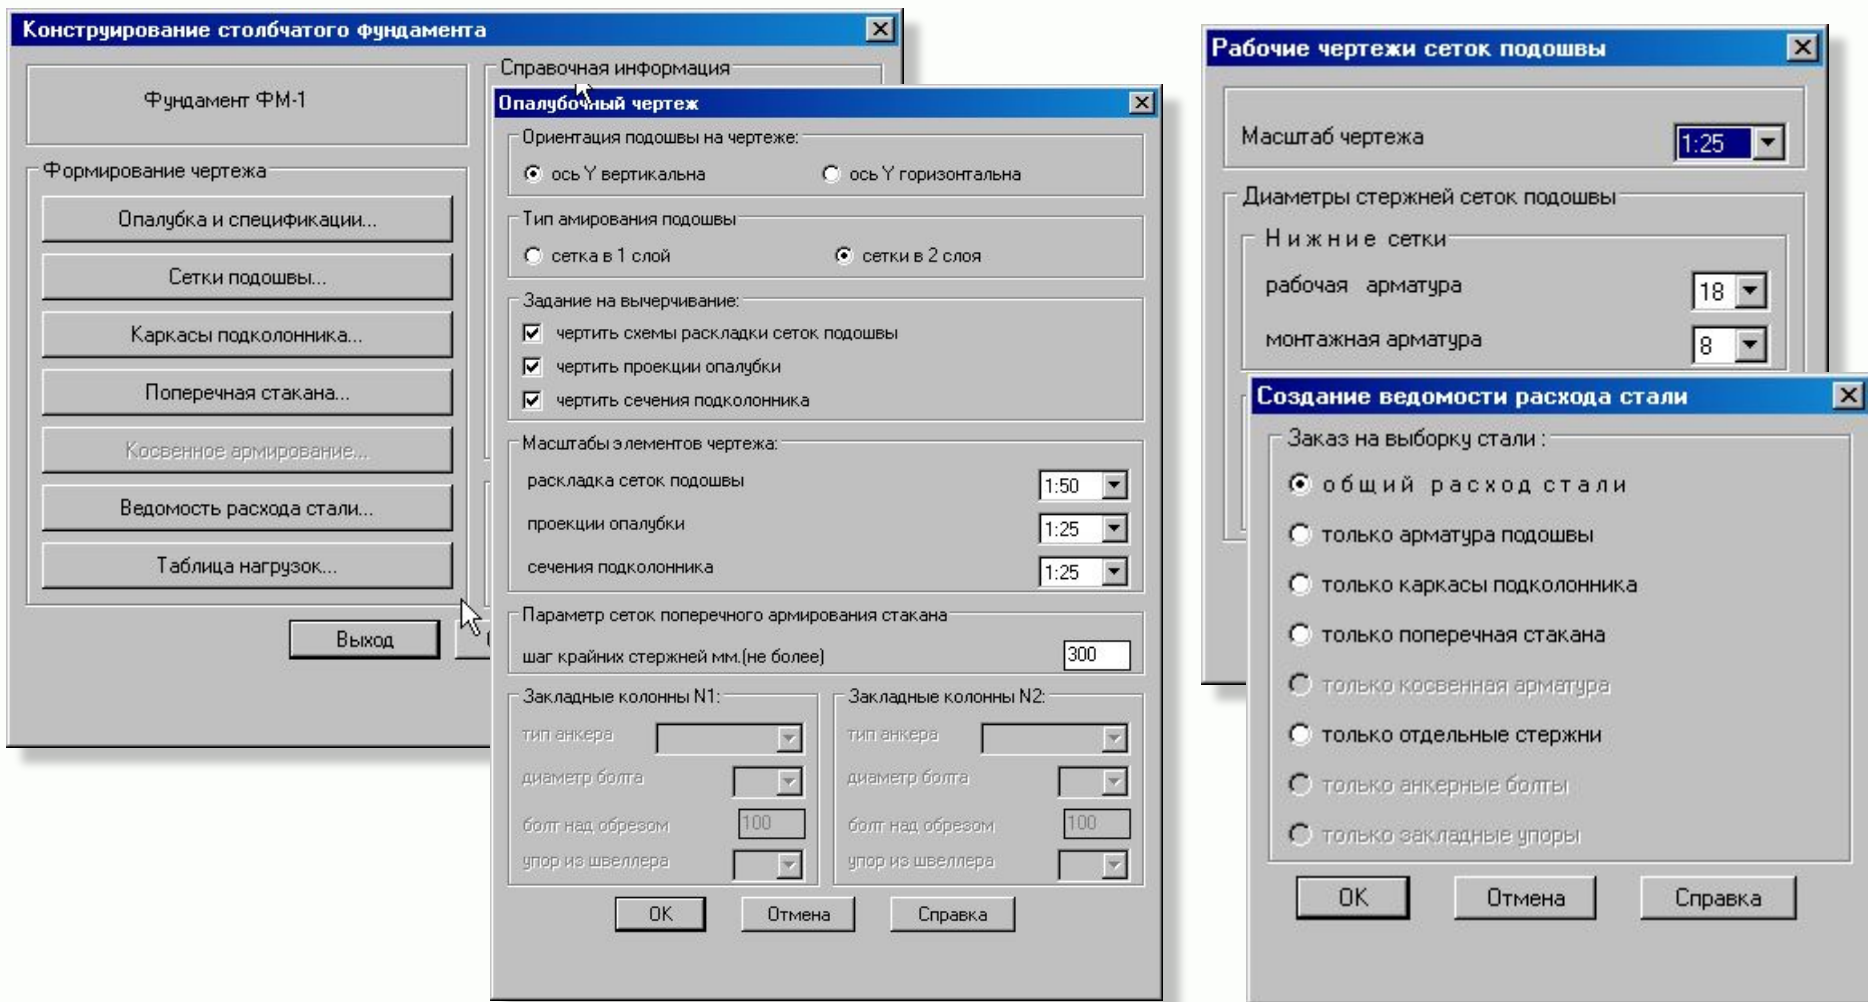 Конструирование столбчатого фундамента
Фундамент ФМ-1
Справочная информация
Формирование чертежа
Опалубка и спецификации...
Сетки подошвы...
Каркасы подколонника...
Поперечная стакана...
Косвенное армирование...
Ведомость расхода стали...
Таблица нагрузок...
Выход
Опалубочный чертеж
Ориентация подошвы на чертеже:
ось Y вертикальна
ось Y горизонтальна
Тип амирования подошвы
сетка в 1 слой
сетки в 2 слоя
Задание на вычерчивание:
чертить схемы раскладки сеток подошвы
чертить проекции опалубки
чертить сечения подколонника
Масштабы элементов чертежа:
раскладка сеток подошвы 1:50
проекции опалубки 1:25
сечения подколонника 1:25
Параметр сеток поперечного армирования стакана
шаг крайних стержней мм.(не более) 300
Закладные колонны N1:
тип анкера
диаметр болта
болт над обрезом 100
упор из швеллера
Закладные колонны N2:
тип анкера
диаметр болта
болт над обрезом 100
упор из швеллера
OK Отмена Справка
Рабочие чертежи сеток подошвы
Масштаб чертежа 1:25
Диаметры стержней сеток подошвы
Н и ж н и е сетки
рабочая арматура 18
монтажная арматура 8
Создание ведомости расхода стали
Заказ на выборку стали :
о б щ и й р а с х о д с т а л и
только арматура подошвы
только каркасы подколонника
только поперечная стакана
только косвенная арматура
только отдельные стержни
только анкерные болты
только закладные упоры
OK Отмена Справка